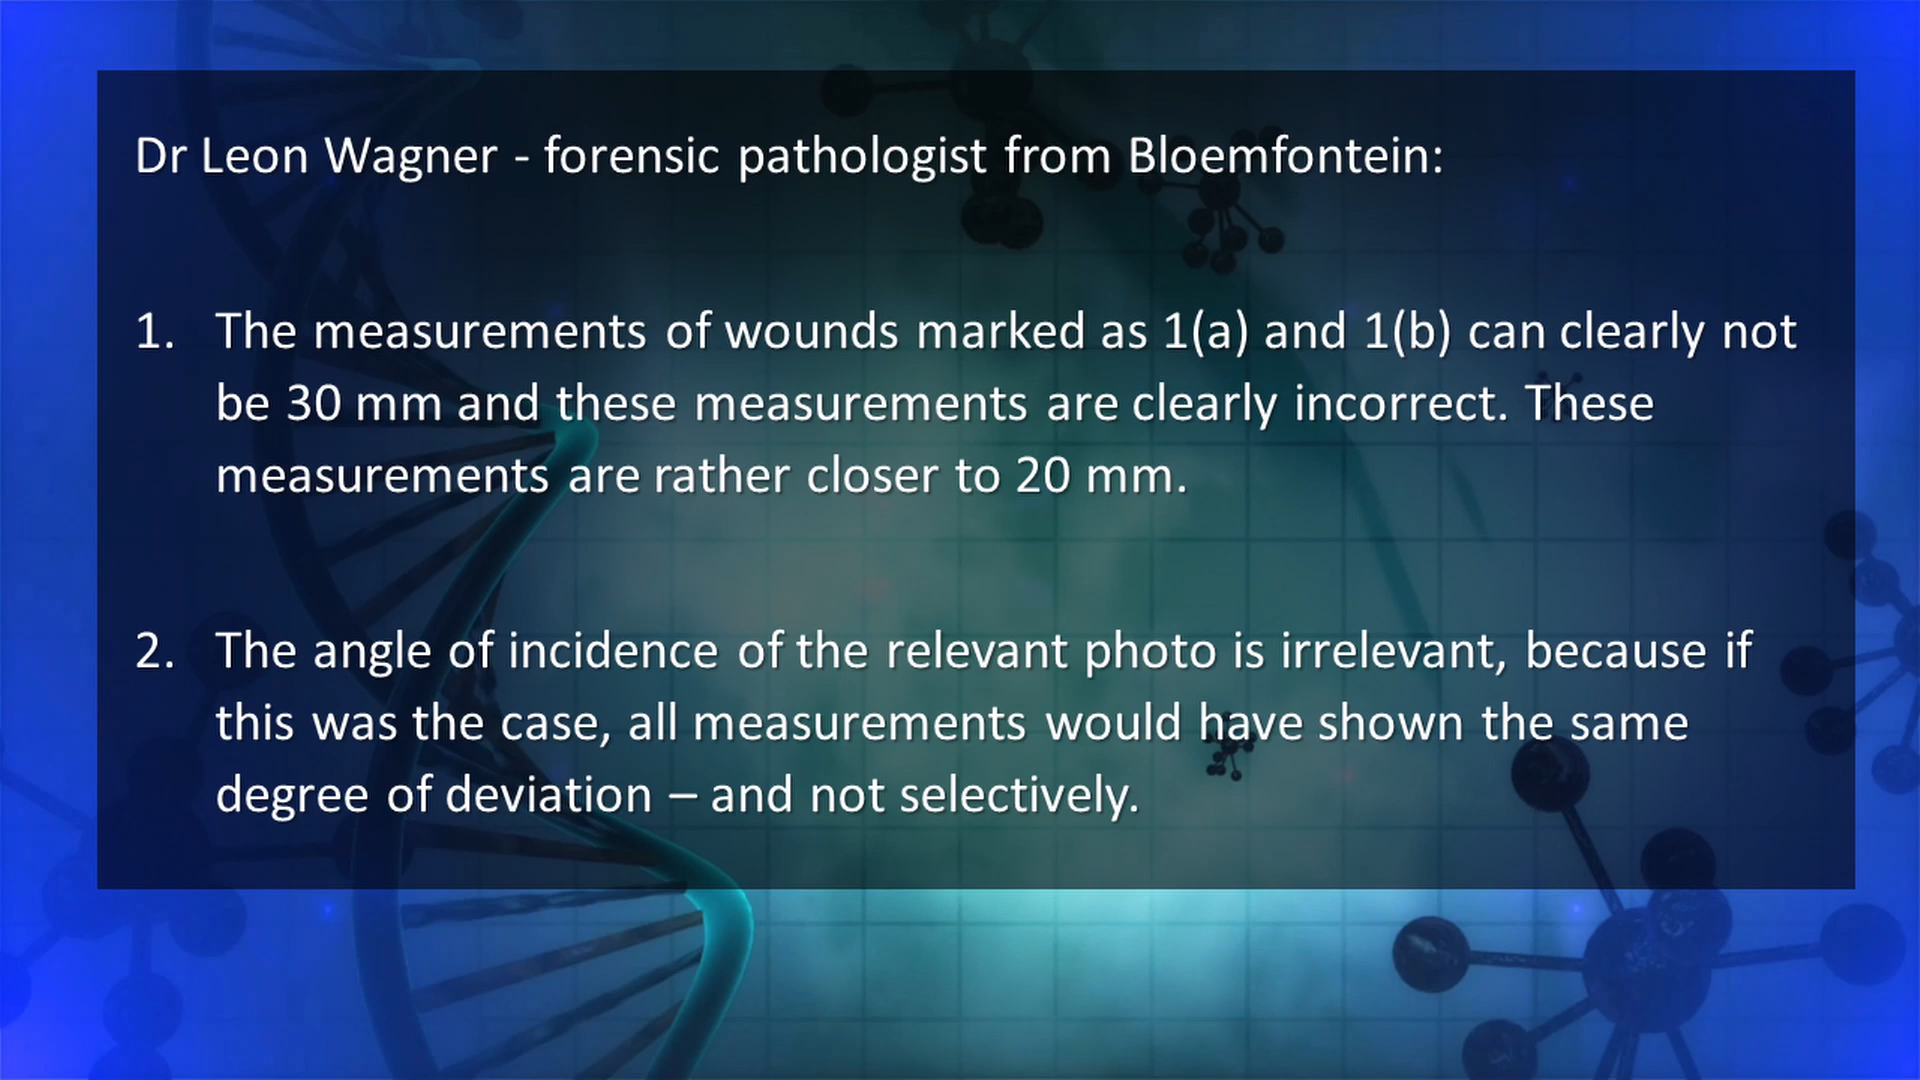 Dr Leon Wagner - forensic pathologist from Bloemfontein:
1. The measurements of wounds marked as 1(a) and 1(b) can clearly not
be 30 mm and these measurements are clearly incorrect. These
measurements are rather closer to 20 mm.
2. The angle of incidence of the relevant photo is irrelevant, because if
this was the case, all measurements would have shown the same
degree of deviation – and not selectively.